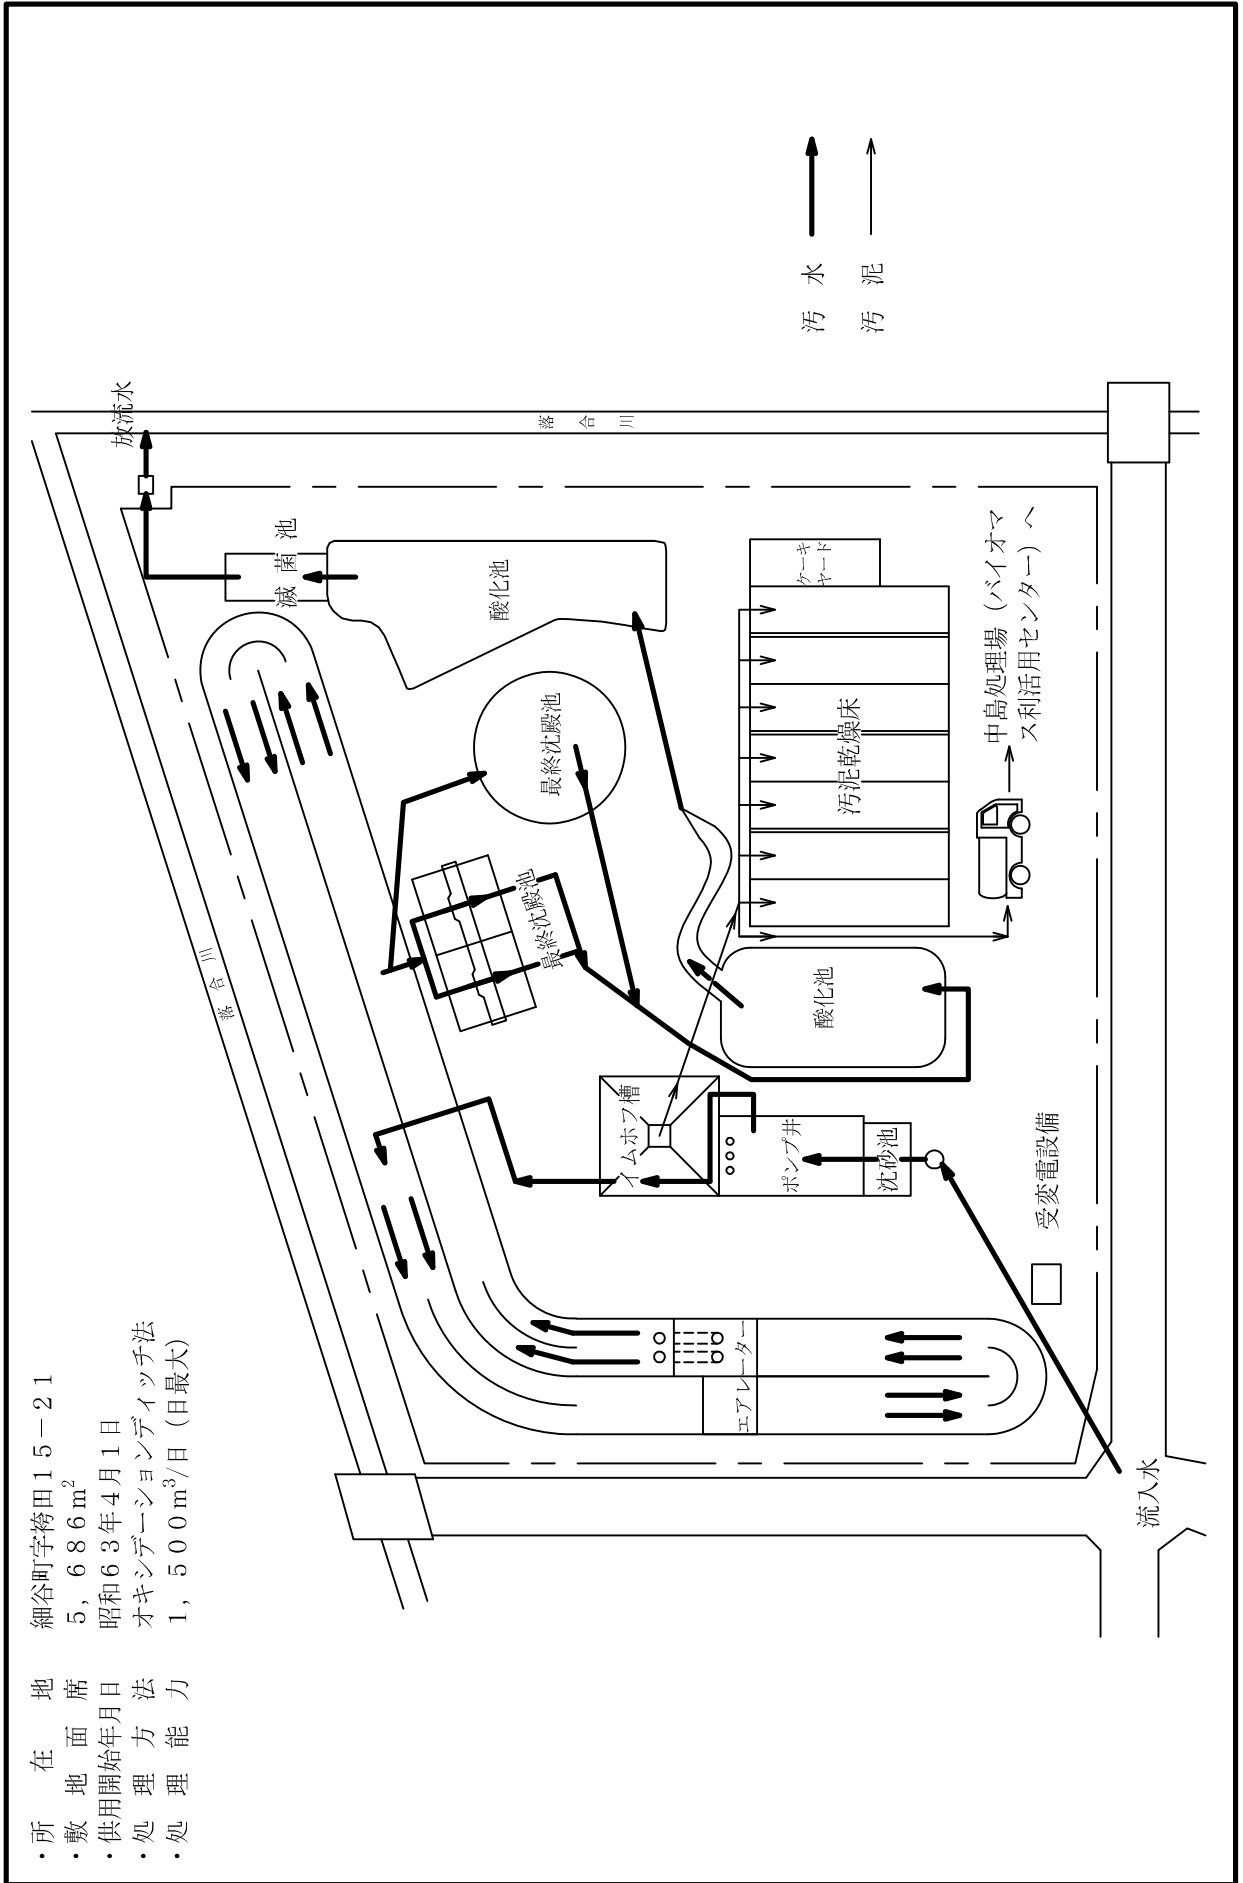 ・所在地 細谷町字袴田１５－２１
・敷地面席 ５，６８６ｍ²
・供用開始年月日 昭和６３年４月１日
・処理方法 オキシデーションディッチ法
・処理能力 １，５００ｍ³/日（日最大）
放流水
落合川
滅菌池
酸化池
最終沈殿池
最終沈殿池
落合川
ケーキ
ヤード
汚泥乾燥床
中島処理場（バイオマ
ス利活用センター）へ
酸化池
イムホフ槽
ポンプ井
沈砂池
受変電設備
エアレーター
流入水
汚水
汚泥